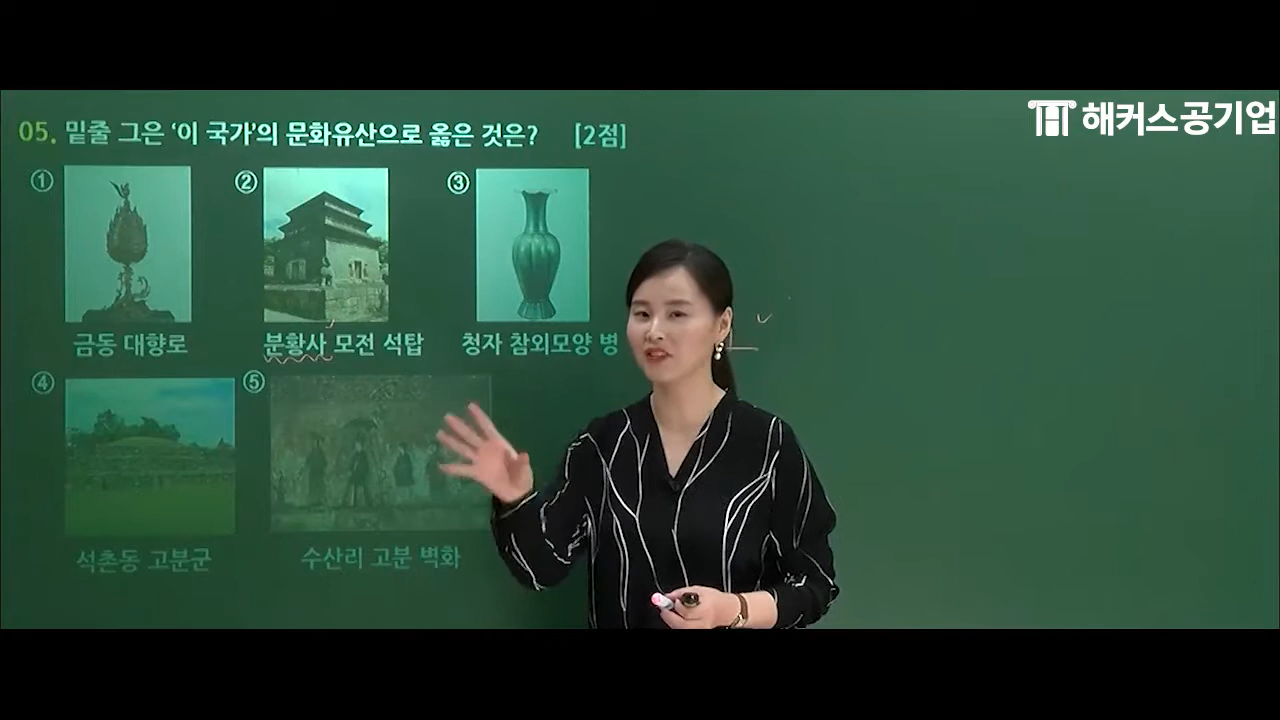 해커스공기업
05. 밑줄 그은 '이 국가'의 문화유산으로 옳은 것은? [2점]
① ② ③
금동 대향로 분황사 모전 석탑 청자 참외모양 병
④ ⑤
석촌동 고분군 수산리 고분 벽화